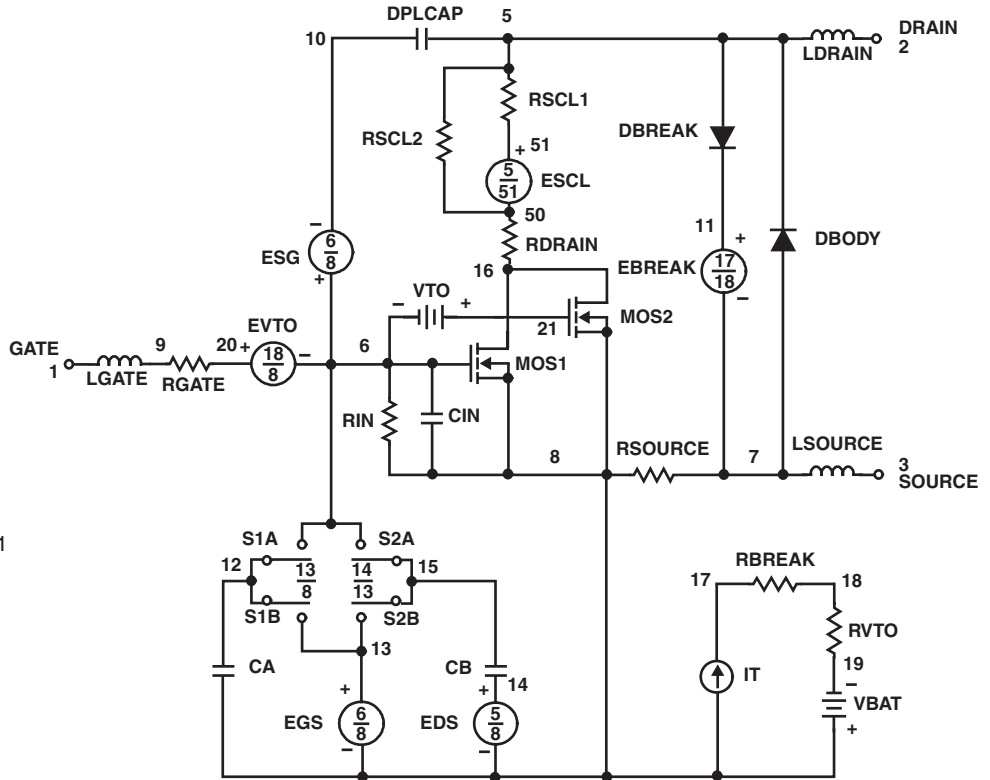 DPLCAP
5
10
DRAIN
2
LDRAIN
RSCL1
RSCL2
DBREAK
+ 51
5
51
ESCL
50
RDRAIN
11
DBODY
−
6
8
ESG
+
EBREAK
+
17
18
−
16
VTO
−
+
21
MOS2
EVTO
GATE
1
9
20
+
18
8
−
6
LGATE
RGATE
MOS1
RIN
CIN
RSOURCE
LSOURCE
8
7
3
SOURCE
1
S1A
S2A
12
13
8
14
13
15
S1B
S2B
RBREAK
17
18
13
CA
CB
14
RVTO
19
IT
−
VBAT
+
+
EGS
6
8
−
+
EDS
5
8
−